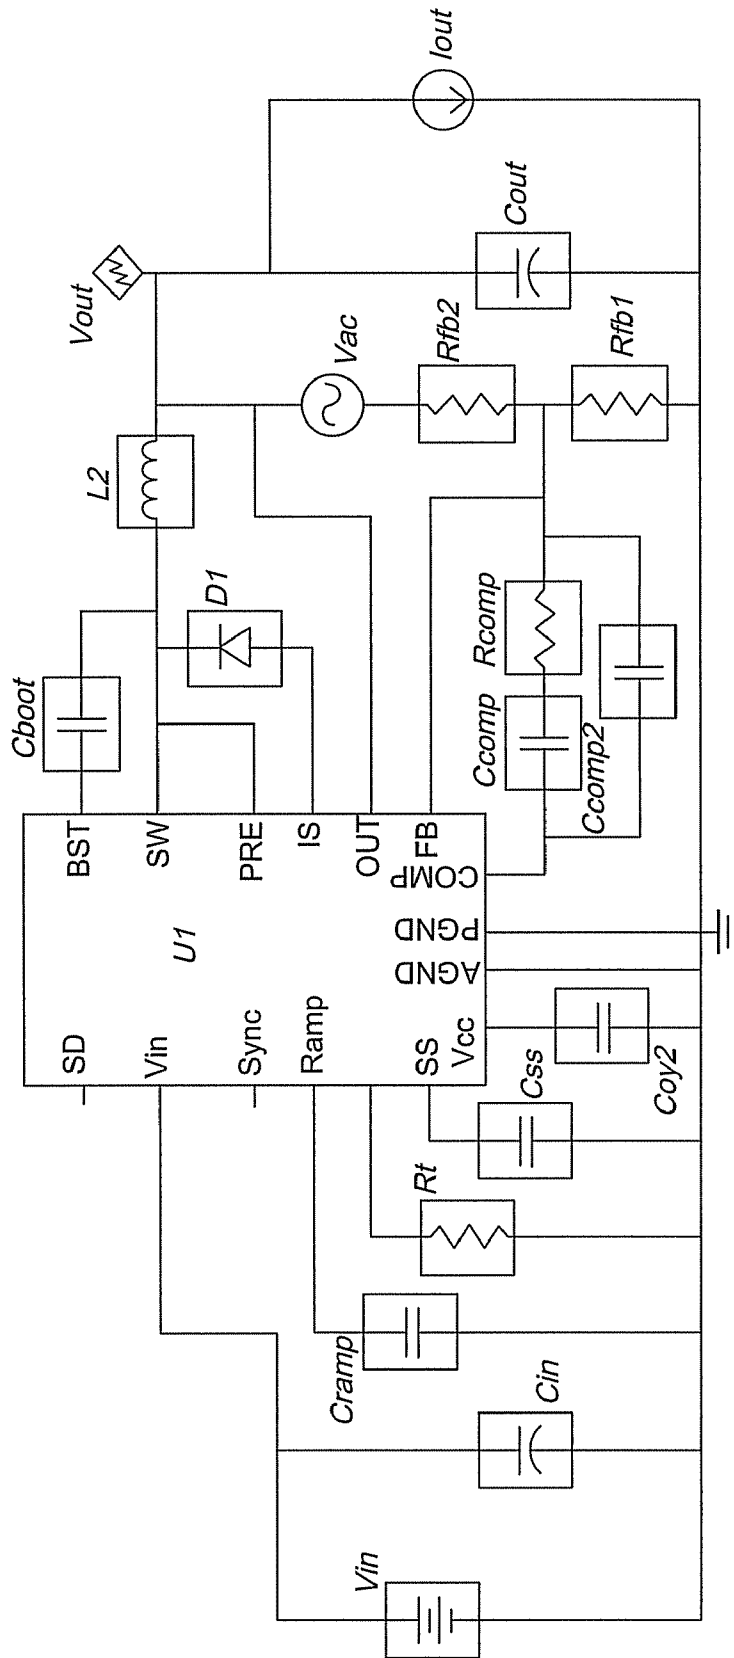 Vin
Cin
Cramp
Rt
Css
Coy2
U1
SD
Vin
Sync
Ramp
SS
Vcc
AGND
PGND
COMP
BST
SW
PRE
IS
OUT
FB
Cboot
D1
L2
Ccomp
Rcomp
Ccomp2
Vac
Rfb2
Rfb1
Vout
Cout
Iout